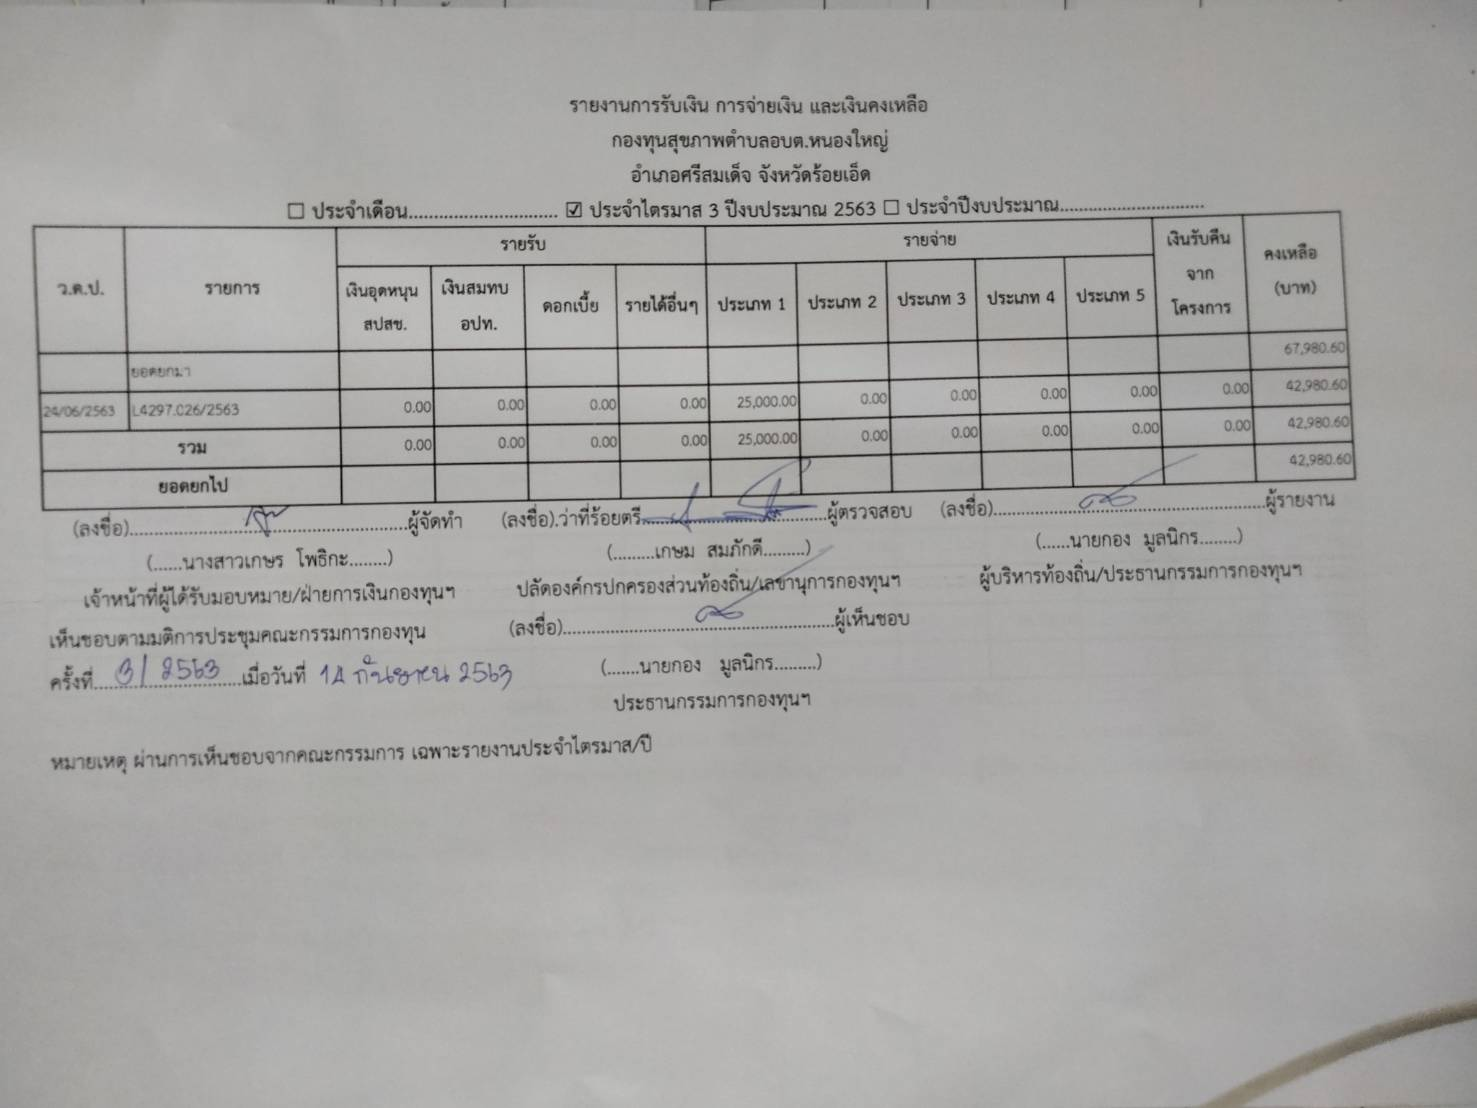 รายงานการรับเงิน การจ่ายเงิน และเงินคงเหลือ
กองทุนสุขภาพตำบลอบต.หนองใหญ่
อำเภอศรีสมเด็จ จังหวัดร้อยเอ็ด
☐ ประจำเดือน.............................. ☑ ประจำไตรมาส 3 ปีงบประมาณ 2563 ☐ ประจำปีงบประมาณ............................
ว.ด.ป. รายการ รายรับ รายจ่าย เงินรับคืนจากโครงการ คงเหลือ (บาท)
เงินอุดหนุน สปสช. เงินสมทบ อปท. ดอกเบี้ย รายได้อื่นๆ ประเภท 1 ประเภท 2 ประเภท 3 ประเภท 4 ประเภท 5
ยอดยกมา 67,980.60
24/06/2563 L4297.026/2563 0.00 0.00 0.00 0.00 25,000.00 0.00 0.00 0.00 0.00 0.00 42,980.60
รวม 0.00 0.00 0.00 0.00 25,000.00 0.00 0.00 0.00 0.00 0.00 42,980.60
ยอดยกไป 42,980.60
(ลงชื่อ)..............................ผู้จัดทำ (ลงชื่อ).ว่าที่ร้อยตรี..............................ผู้ตรวจสอบ (ลงชื่อ)..............................ผู้รายงาน
(......นางสาวเกษร โพธิกะ........) (.........เกษม สมภักดี.........) (......นายกอง มูลนิกร........)
เจ้าหน้าที่ผู้ได้รับมอบหมาย/ฝ่ายการเงินกองทุนฯ ปลัดองค์กรปกครองส่วนท้องถิ่น/เลขานุการกองทุนฯ ผู้บริหารท้องถิ่น/ประธานกรรมการกองทุนฯ
เห็นชอบตามมติการประชุมคณะกรรมการกองทุน (ลงชื่อ)..............................ผู้เห็นชอบ
ครั้งที่ 3/2563 เมื่อวันที่ 14 กันยายน 2563 (.......นายกอง มูลนิกร.........)
ประธานกรรมการกองทุนฯ
หมายเหตุ ผ่านการเห็นชอบจากคณะกรรมการ เฉพาะรายงานประจำไตรมาส/ปี